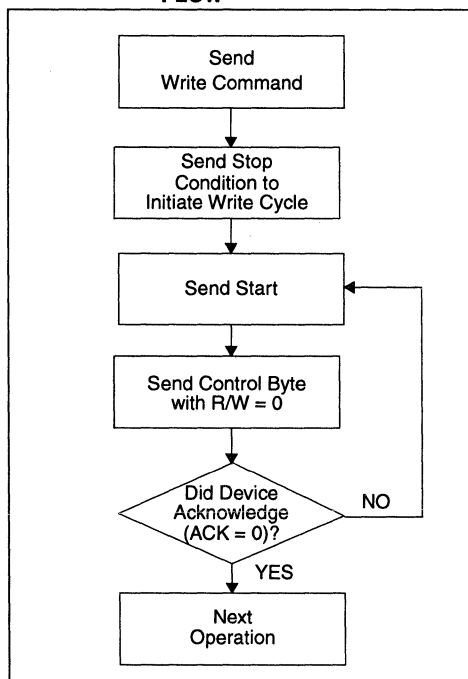 Send
Write Command
Send Stop
Condition to
Initiate Write Cycle
Send Start
Send Control Byte
with R/W = 0
Did Device
Acknowledge
(ACK = 0)?
NO
YES
Next
Operation